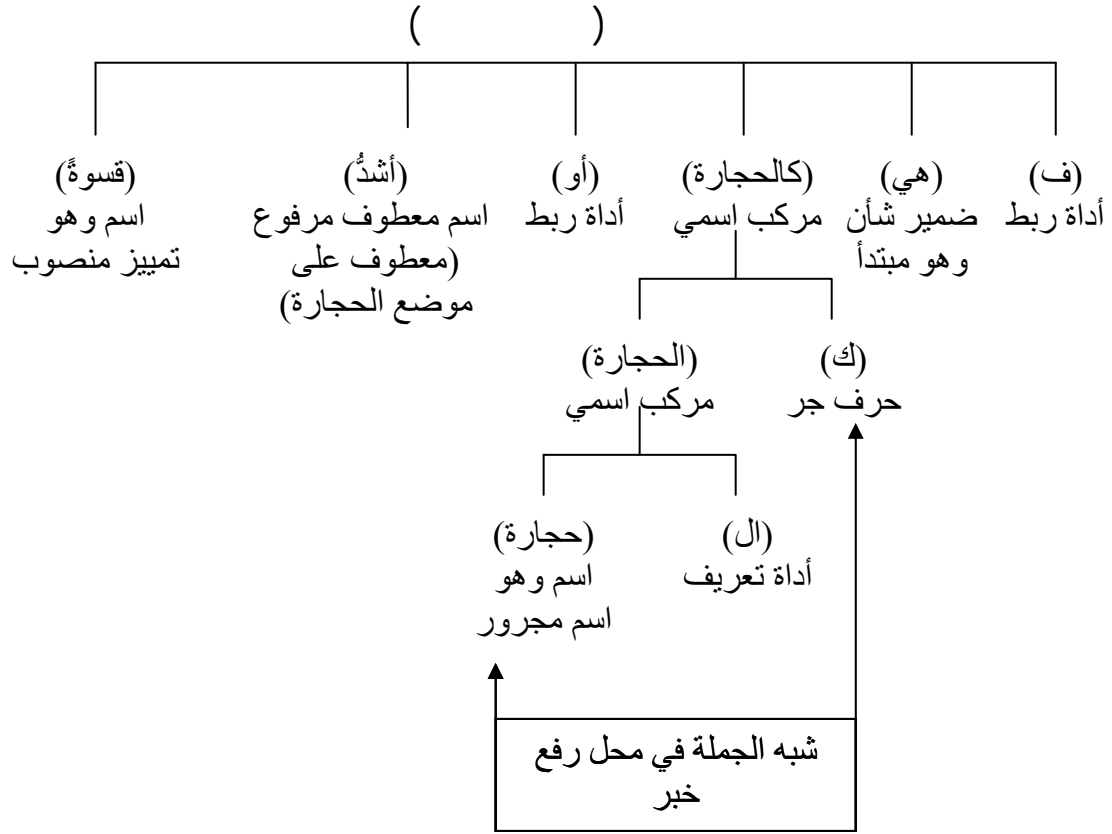 ( )
(ف)
أداة ربط
(هي)
ضمير شأن
وهو مبتدأ
(كالحجارة)
مركب اسمي
(أو)
أداة ربط
(أشدُّ)
اسم معطوف مرفوع
(معطوف على
موضع الحجارة)
(قسوةً)
اسم وهو
تمييز منصوب
(ك)
حرف جر
(الحجارة)
مركب اسمي
(ال)
أداة تعريف
(حجارة)
اسم وهو
اسم مجرور
شبه الجملة في محل رفع
خبر